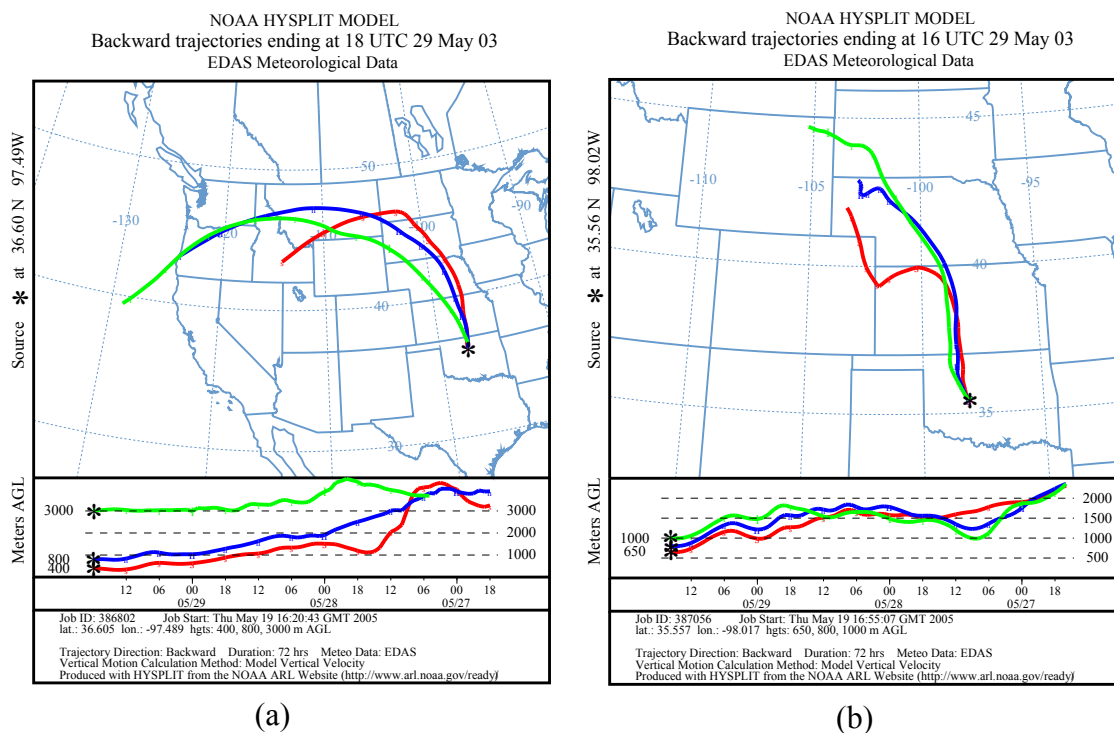 NOAA HYSPLIT MODEL
Backward trajectories ending at 18 UTC 29 May 03
EDAS Meteorological Data
Source * at 36.600 N 97.49W
-130
-120
-110
-100
-90
50
40
30
Meters AGL
3000
800
400
3000
2000
1000
12 06 00 18 12 06 00 18 12 06 00 18
05/29 05/28 05/27
Job ID: 386802 Job Start: Thu May 19 16:20:43 GMT 2005
lat.: 36.605 lon.: -97.489 hgts: 400, 800, 3000 m AGL
Trajectory Direction: Backward Duration: 72 hrs Meteo Data: EDAS
Vertical Motion Calculation Method: Model Vertical Velocity
Produced with HYSPLIT from the NOAA ARL Website (http://www.arl.noaa.gov/ready/)
(a)
NOAA HYSPLIT MODEL
Backward trajectories ending at 16 UTC 29 May 03
EDAS Meteorological Data
Source * at 35.56 N 98.02W
-110
-105
-100
-95
45
40
35
Meters AGL
1000
650
2000
1500
1000
500
12 06 00 18 12 06 00 18 12 06 00 18
05/29 05/28 05/27
Job ID: 387056 Job Start: Thu May 19 16:55:07 GMT 2005
lat.: 35.557 lon.: -98.017 hgts: 650, 800, 1000 m AGL
Trajectory Direction: Backward Duration: 72 hrs Meteo Data: EDAS
Vertical Motion Calculation Method: Model Vertical Velocity
Produced with HYSPLIT from the NOAA ARL Website (http://www.arl.noaa.gov/ready/)
(b)